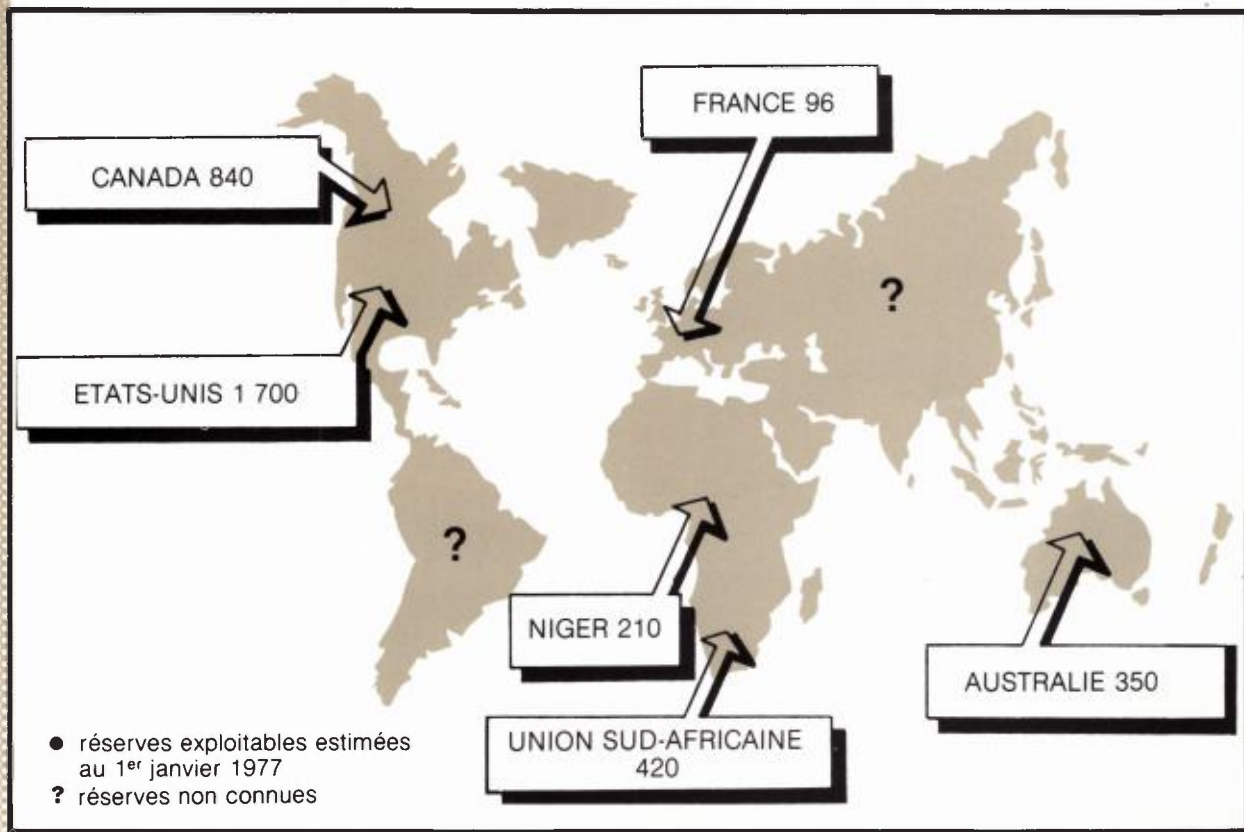 FRANCE 96
CANADA 840
?
ETATS-UNIS 1 700
?
NIGER 210
AUSTRALIE 350
UNION SUD-AFRICAINE
420
● réserves exploitables estimées
au 1er janvier 1977
? réserves non connues